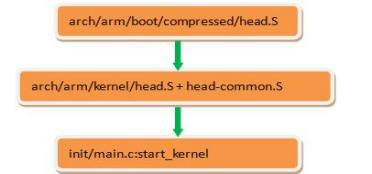 arch/arm/boot/compressed/head.S
arch/arm/kernel/head.S + head-common.S
init/main.c:start_kernel